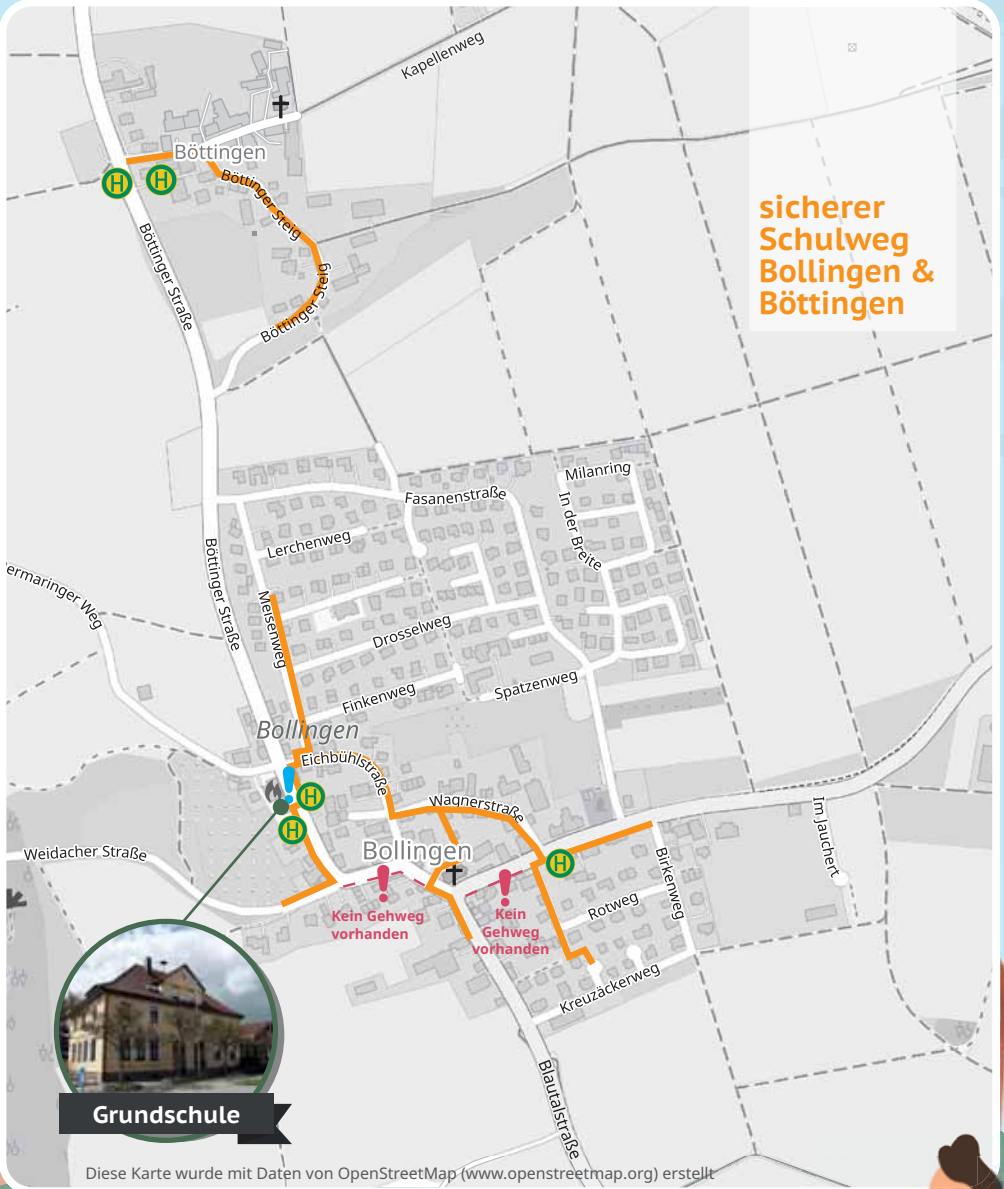 Kapellenweg
Böttingen
H
H
Böttinger Steig
sicherer
Schulweg
Bollingen &
Böttingen
Böttinger Straße
Böttinger Steig
Milanring
Fasanenstraße
In der Breite
Lerchenweg
Böttinger Straße
ermaringer Weg
Meisenweg
Drosselweg
Finkenweg
Spatzenweg
Bollingen
Eichbühlstraße
H
Wagnerstraße
H
Im Jauchert
Weidacher Straße
Bollingen
H
Birkenweg
Rotweg
Kein Gehweg
vorhanden
Kein
Gehweg
vorhanden
Kreuzäckerweg
Blautalstraße
Grundschule
Diese Karte wurde mit Daten von OpenStreetMap (www.openstreetmap.org) erstellt